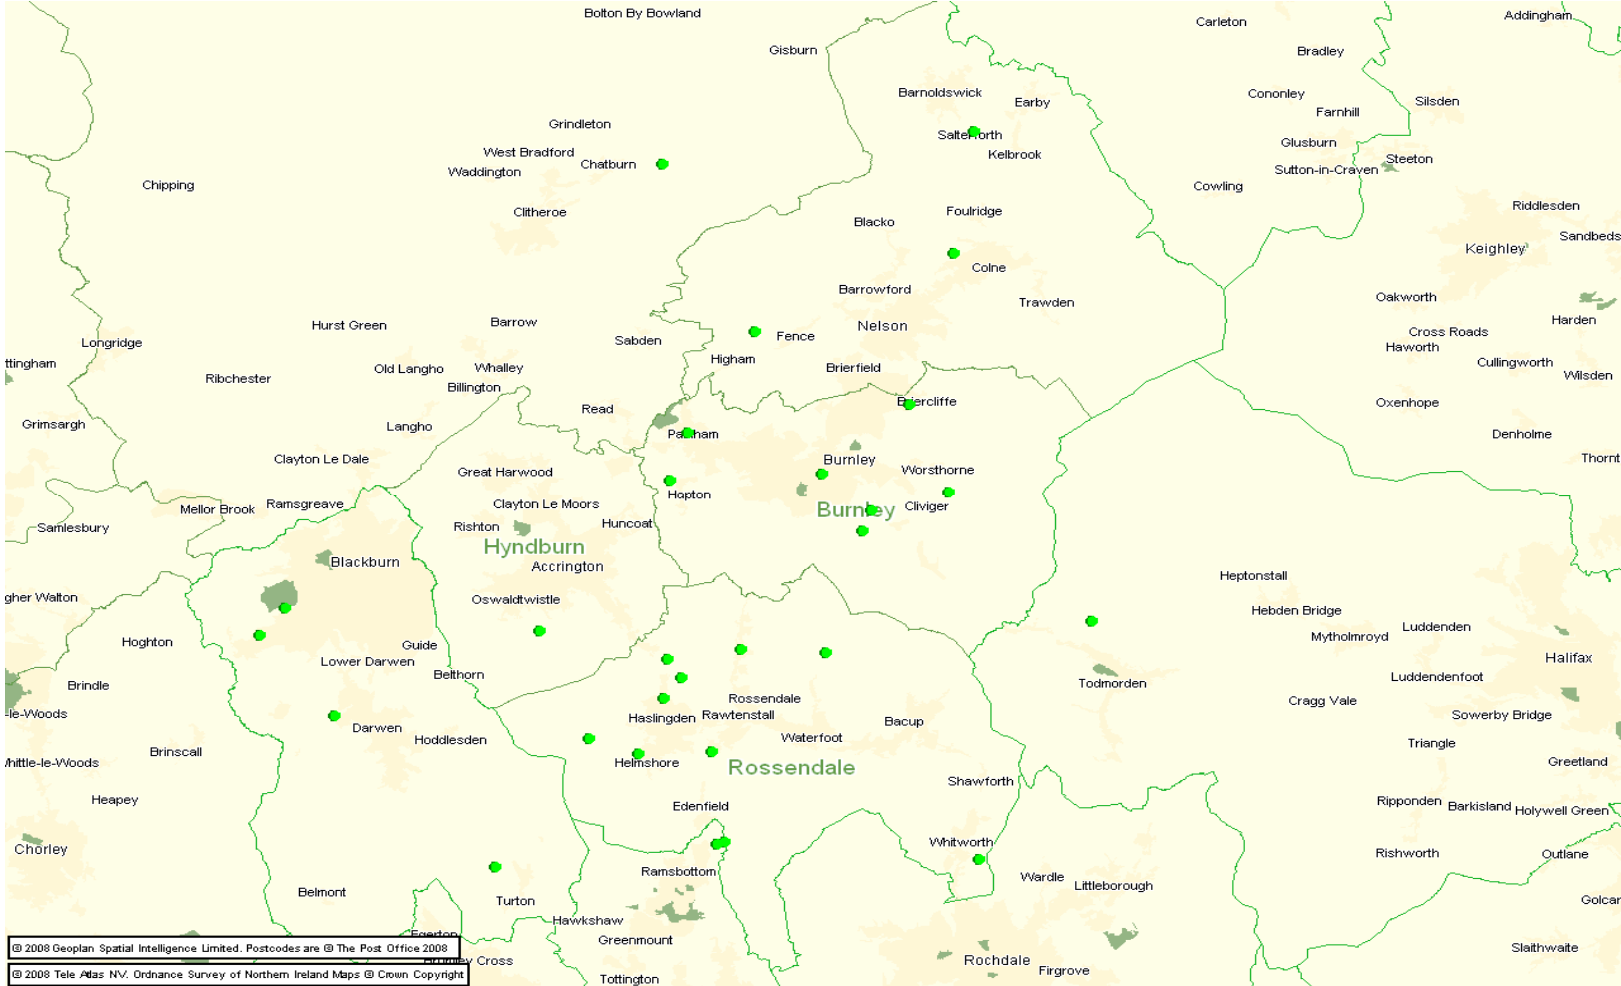 Bolton By Bowland
Carleton
Addingham
Gisburn
Bradley
Barnoldswick
Earby
Cononley
Farnhill
Silsden
Grindleton
Salterforth
West Bradford
Chatburn
Kelbrook
Glusburn
Steeton
Waddington
Sutton-in-Craven
Chipping
Cowling
Clitheroe
Blacko
Foulridge
Riddlesden
Sandbeds
Keighley
Colne
Barrowford
Trawden
Oakworth
Hurst Green
Barrow
Nelson
Harden
Longridge
Sabden
Fence
Cross Roads
Haworth
ttingham
Old Langho
Whalley
Higham
Brierfield
Cullingworth
Wilsden
Ribchester
Billington
Read
Briercliffe
Oxenhope
Grimsargh
Langho
Padiham
Denholme
Clayton Le Dale
Great Harwood
Burnley
Worsthorne
Thornt
Mellor Brook
Ramsgreave
Clayton Le Moors
Hapton
Burnley
Cliviger
Samlesbury
Rishton
Huncoat
Hyndburn
Blackburn
Accrington
Heptonstall
gher Walton
Oswaldtwistle
Hebden Bridge
Hoghton
Guide
Mytholmroyd
Luddenden
Lower Darwen
Halifax
Brindle
Belthorn
Todmorden
Luddendenfoot
-le-Woods
Rossendale
Cragg Vale
Haslingden
Rawtenstall
Bacup
Sowerby Bridge
Darwen
Hoddlesden
Waterfoot
Triangle
Brinscall
Whittle-le-Woods
Helmshore
Rossendale
Greetland
Shawforth
Heapey
Edenfield
Ripponden
Barkisland
Holywell Green
Chorley
Whitworth
Rishworth
Outlane
Ramsbottom
Wardle
Littleborough
Belmont
Turton
Golcar
Hawkshaw
Egerton
Greenmount
Slaithwaite
© 2008 Geoplan Spatial Intelligence Limited. Postcodes are © The Post Office 2008
Bromley Cross
Rochdale
Firgrove
© 2008 Tele Atlas NV. Ordnance Survey of Northern Ireland Maps © Crown Copyright
Tottington